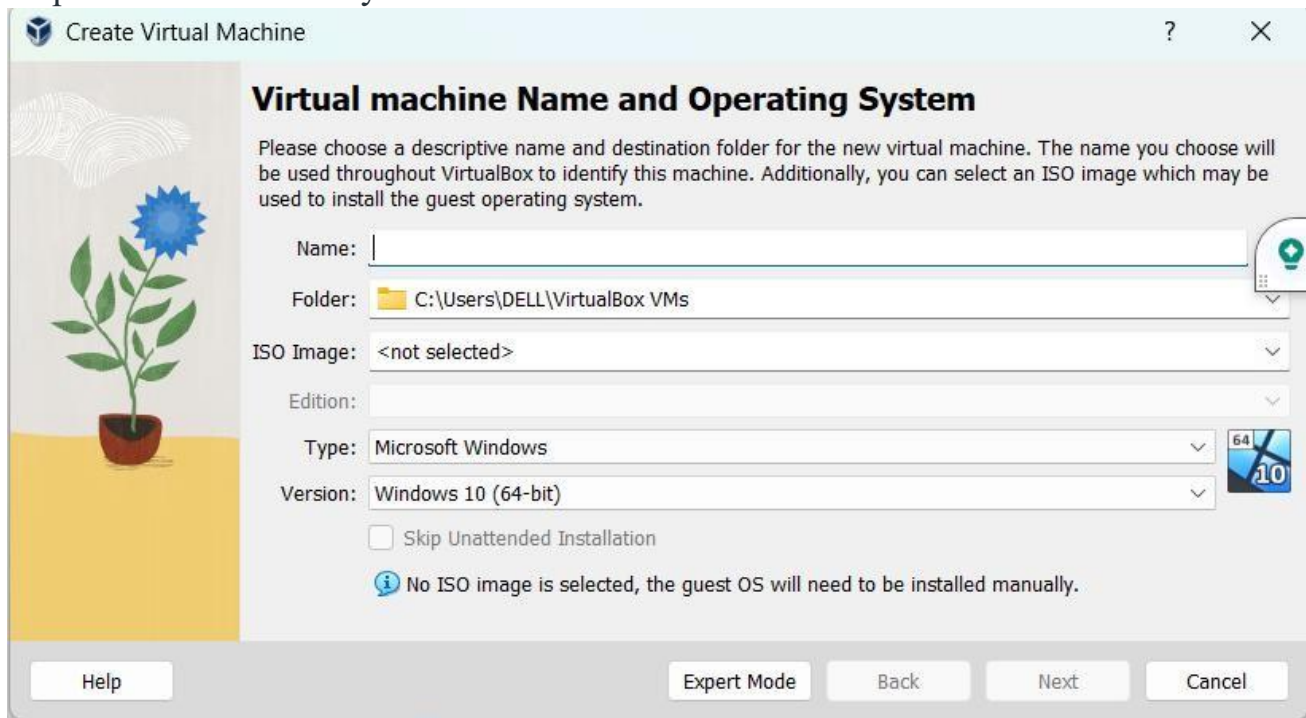 Create Virtual Machine
?
Virtual machine Name and Operating System
Please choose a descriptive name and destination folder for the new virtual machine. The name you choose will
be used throughout VirtualBox to identify this machine. Additionally, you can select an ISO image which may be
used to install the guest operating system.
Name:
Folder: C:\Users\DELL\VirtualBox VMs
ISO Image: <not selected>
Edition:
Type: Microsoft Windows
64
10
Version: Windows 10 (64-bit)
Skip Unattended Installation
No ISO image is selected, the guest OS will need to be installed manually.
Help Expert Mode Back Next Cancel